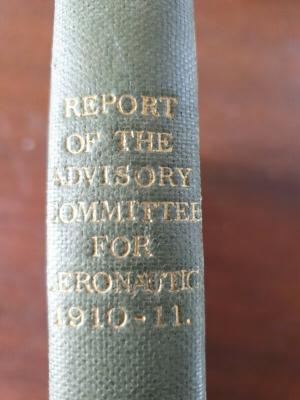 REPORT
OF THE
ADVISORY
COMMITTEE
FOR
AERONAUTIC
1910-11.